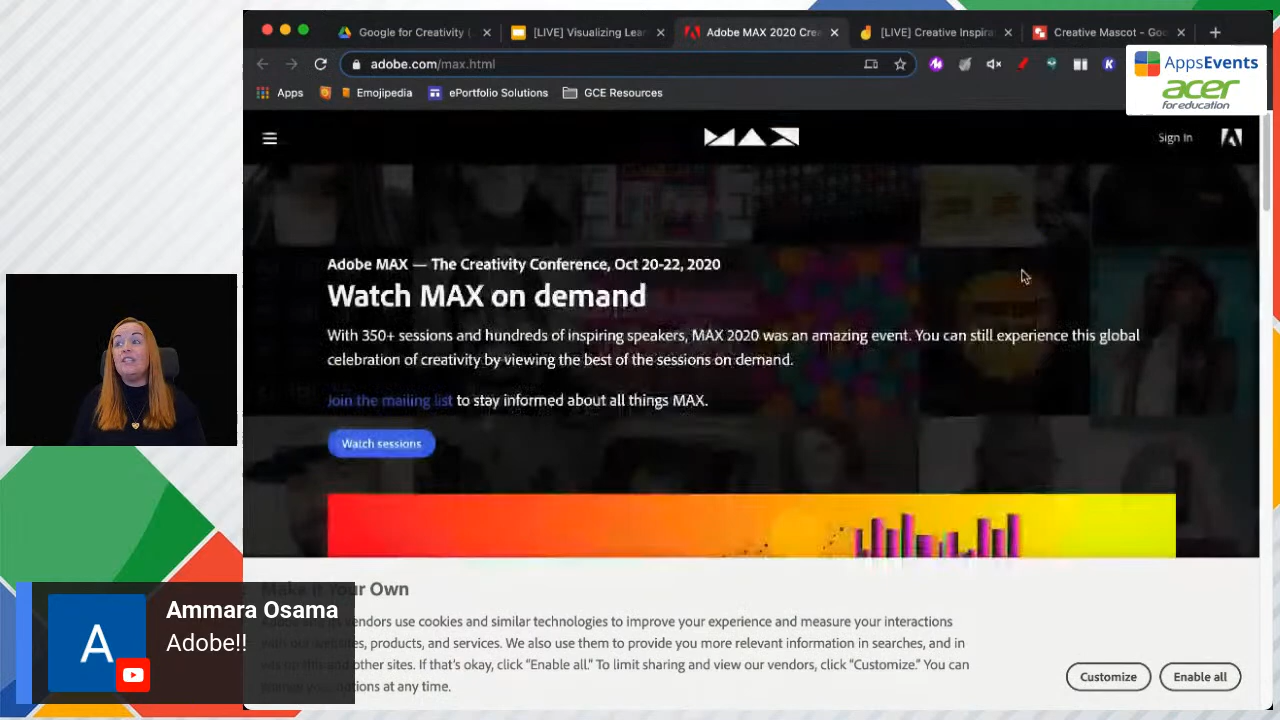 Google for Creativity (
[LIVE] Visualizing Lear
Adobe MAX 2020 Crea
[LIVE] Creative Inspira
Creative Mascot - Goo
adobe.com/max.html
AppsEvents
acer
for education
Apps
Emojipedia
ePortfolio Solutions
GCE Resources
MAX
Sign In
Adobe MAX — The Creativity Conference, Oct 20-22, 2020
Watch MAX on demand
With 350+ sessions and hundreds of inspiring speakers, MAX 2020 was an amazing event. You can still experience this global
celebration of creativity by viewing the best of the sessions on demand.
Join the mailing list to stay informed about all things MAX.
Watch sessions
Make it Your Own
vendors use cookies and similar technologies to improve your experience and measure your interactions
products, and services. We also use them to provide you more relevant information in searches, and in
other sites. If that's okay, click “Enable all.” To limit sharing and view our vendors, click “Customize.” You can
options at any time.
Customize
Enable all
A
Ammara Osama
Adobe!!